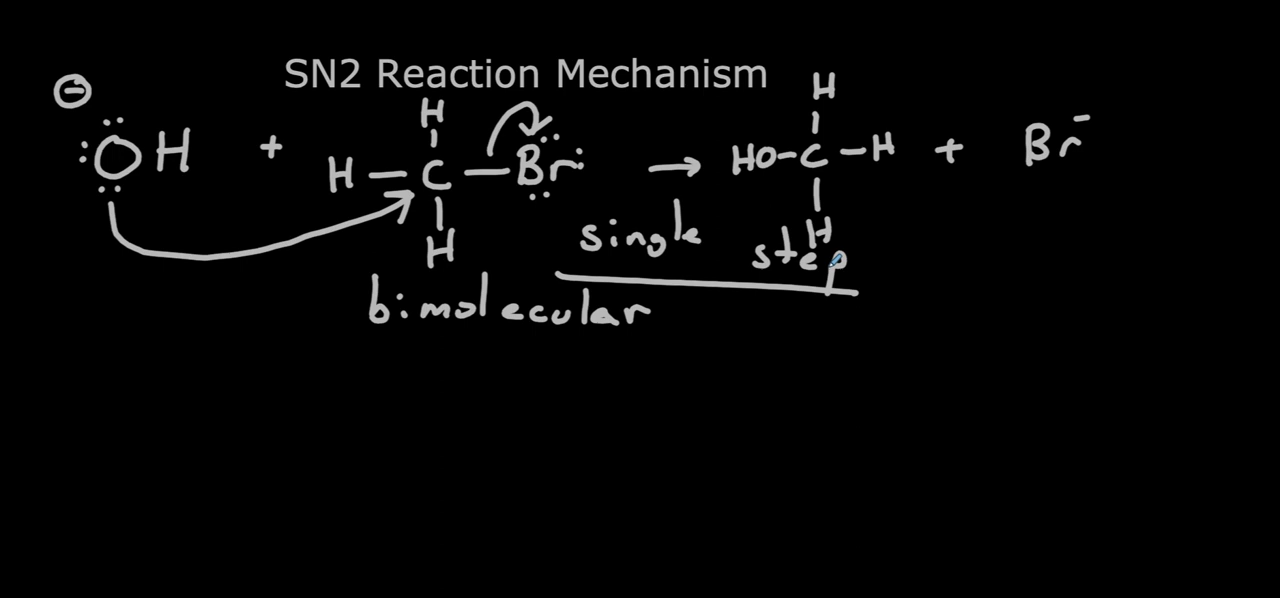 SN2 Reaction Mechanism
⊖
:ÖH + H–C–Br: → HO–C–H + Br⁻
H
H
H
H
single step
bimolecular